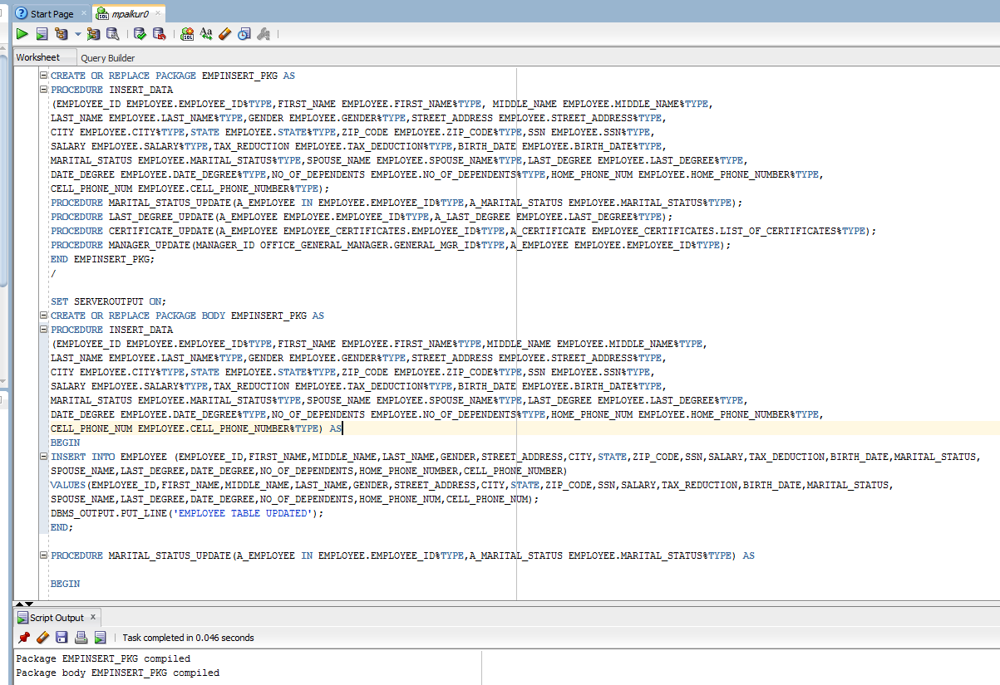 Start Page
mpalkur0
Worksheet Query Builder
CREATE OR REPLACE PACKAGE EMPINSERT_PKG AS
PROCEDURE INSERT_DATA
(EMPLOYEE_ID EMPLOYEE.EMPLOYEE_ID%TYPE,FIRST_NAME EMPLOYEE.FIRST_NAME%TYPE, MIDDLE_NAME EMPLOYEE.MIDDLE_NAME%TYPE,
LAST_NAME EMPLOYEE.LAST_NAME%TYPE,GENDER EMPLOYEE.GENDER%TYPE,STREET_ADDRESS EMPLOYEE.STREET_ADDRESS%TYPE,
CITY EMPLOYEE.CITY%TYPE,STATE EMPLOYEE.STATE%TYPE,ZIP_CODE EMPLOYEE.ZIP_CODE%TYPE,SSN EMPLOYEE.SSN%TYPE,
SALARY EMPLOYEE.SALARY%TYPE,TAX_REDUCTION EMPLOYEE.TAX_DEDUCTION%TYPE,BIRTH_DATE EMPLOYEE.BIRTH_DATE%TYPE,
MARITAL_STATUS EMPLOYEE.MARITAL_STATUS%TYPE,SPOUSE_NAME EMPLOYEE.SPOUSE_NAME%TYPE,LAST_DEGREE EMPLOYEE.LAST_DEGREE%TYPE,
DATE_DEGREE EMPLOYEE.DATE_DEGREE%TYPE,NO_OF_DEPENDENTS EMPLOYEE.NO_OF_DEPENDENTS%TYPE,HOME_PHONE_NUM EMPLOYEE.HOME_PHONE_NUMBER%TYPE,
CELL_PHONE_NUM EMPLOYEE.CELL_PHONE_NUMBER%TYPE);
PROCEDURE MARITAL_STATUS_UPDATE(A_EMPLOYEE IN EMPLOYEE.EMPLOYEE_ID%TYPE,A_MARITAL_STATUS EMPLOYEE.MARITAL_STATUS%TYPE);
PROCEDURE LAST_DEGREE_UPDATE(A_EMPLOYEE EMPLOYEE.EMPLOYEE_ID%TYPE,A_LAST_DEGREE EMPLOYEE.LAST_DEGREE%TYPE);
PROCEDURE CERTIFICATE_UPDATE(A_EMPLOYEE EMPLOYEE_CERTIFICATES.EMPLOYEE_ID%TYPE,A_CERTIFICATE EMPLOYEE_CERTIFICATES.LIST_OF_CERTIFICATES%TYPE);
PROCEDURE MANAGER_UPDATE(MANAGER_ID OFFICE_GENERAL_MANAGER.GENERAL_MGR_ID%TYPE,A_EMPLOYEE EMPLOYEE.EMPLOYEE_ID%TYPE);
END EMPINSERT_PKG;
/
SET SERVEROUTPUT ON;
CREATE OR REPLACE PACKAGE BODY EMPINSERT_PKG AS
PROCEDURE INSERT_DATA
(EMPLOYEE_ID EMPLOYEE.EMPLOYEE_ID%TYPE,FIRST_NAME EMPLOYEE.FIRST_NAME%TYPE,MIDDLE_NAME EMPLOYEE.MIDDLE_NAME%TYPE,
LAST_NAME EMPLOYEE.LAST_NAME%TYPE,GENDER EMPLOYEE.GENDER%TYPE,STREET_ADDRESS EMPLOYEE.STREET_ADDRESS%TYPE,
CITY EMPLOYEE.CITY%TYPE,STATE EMPLOYEE.STATE%TYPE,ZIP_CODE EMPLOYEE.ZIP_CODE%TYPE,SSN EMPLOYEE.SSN%TYPE,
SALARY EMPLOYEE.SALARY%TYPE,TAX_REDUCTION EMPLOYEE.TAX_DEDUCTION%TYPE,BIRTH_DATE EMPLOYEE.BIRTH_DATE%TYPE,
MARITAL_STATUS EMPLOYEE.MARITAL_STATUS%TYPE,SPOUSE_NAME EMPLOYEE.SPOUSE_NAME%TYPE,LAST_DEGREE EMPLOYEE.LAST_DEGREE%TYPE,
DATE_DEGREE EMPLOYEE.DATE_DEGREE%TYPE,NO_OF_DEPENDENTS EMPLOYEE.NO_OF_DEPENDENTS%TYPE,HOME_PHONE_NUM EMPLOYEE.HOME_PHONE_NUMBER%TYPE,
CELL_PHONE_NUM EMPLOYEE.CELL_PHONE_NUMBER%TYPE) AS
BEGIN
INSERT INTO EMPLOYEE (EMPLOYEE_ID,FIRST_NAME,MIDDLE_NAME,LAST_NAME,GENDER,STREET_ADDRESS,CITY,STATE,ZIP_CODE,SSN,SALARY,TAX_DEDUCTION,BIRTH_DATE,MARITAL_STATUS,
SPOUSE_NAME,LAST_DEGREE,DATE_DEGREE,NO_OF_DEPENDENTS,HOME_PHONE_NUMBER,CELL_PHONE_NUMBER)
VALUES(EMPLOYEE_ID,FIRST_NAME,MIDDLE_NAME,LAST_NAME,GENDER,STREET_ADDRESS,CITY,STATE,ZIP_CODE,SSN,SALARY,TAX_REDUCTION,BIRTH_DATE,MARITAL_STATUS,
SPOUSE_NAME,LAST_DEGREE,DATE_DEGREE,NO_OF_DEPENDENTS,HOME_PHONE_NUM,CELL_PHONE_NUM);
DBMS_OUTPUT.PUT_LINE('EMPLOYEE TABLE UPDATED');
END;
PROCEDURE MARITAL_STATUS_UPDATE(A_EMPLOYEE IN EMPLOYEE.EMPLOYEE_ID%TYPE,A_MARITAL_STATUS EMPLOYEE.MARITAL_STATUS%TYPE) AS
BEGIN
Script Output
Task completed in 0.046 seconds
Package EMPINSERT_PKG compiled
Package body EMPINSERT_PKG compiled